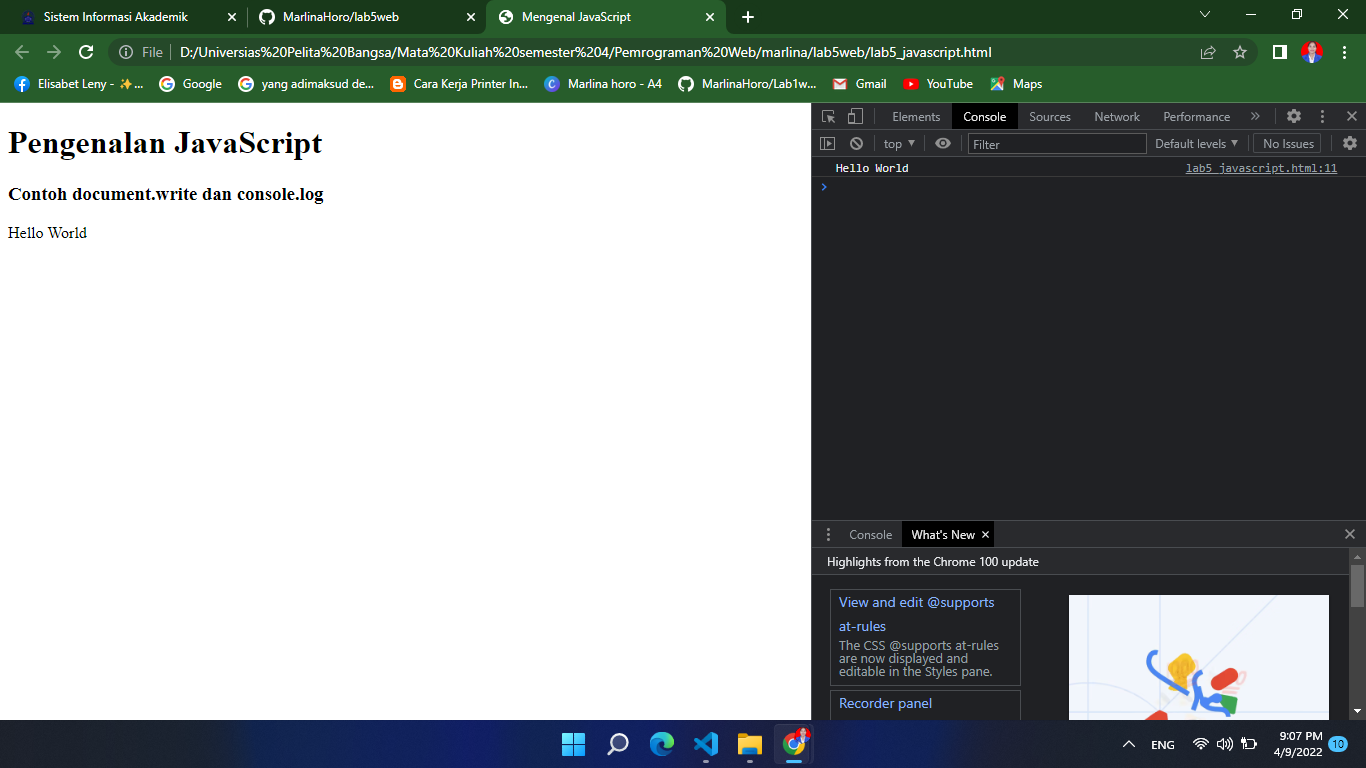 Sistem Informasi Akademik
MarlinaHoro/lab5web
Mengenal JavaScript
File
D:/Universias%20Pelita%20Bangsa/Mata%20Kuliah%20semester%204/Pemrograman%20Web/marlina/lab5web/lab5_javascript.html
Elisabet Leny - ✨...
Google
yang adimaksud de...
Cara Kerja Printer In...
Marlina horo - A4
MarlinaHoro/Lab1w...
Gmail
YouTube
Maps
Pengenalan JavaScript
Contoh document.write dan console.log
Hello World
Elements
Console
Sources
Network
Performance
top
Filter
Default levels
No Issues
Hello World
lab5_javascript.html:11
Console
What's New
Highlights from the Chrome 100 update
View and edit @supports
at-rules
The CSS @supports at-rules
are now displayed and
editable in the Styles pane.
Recorder panel
ENG
9:07 PM
4/9/2022
10